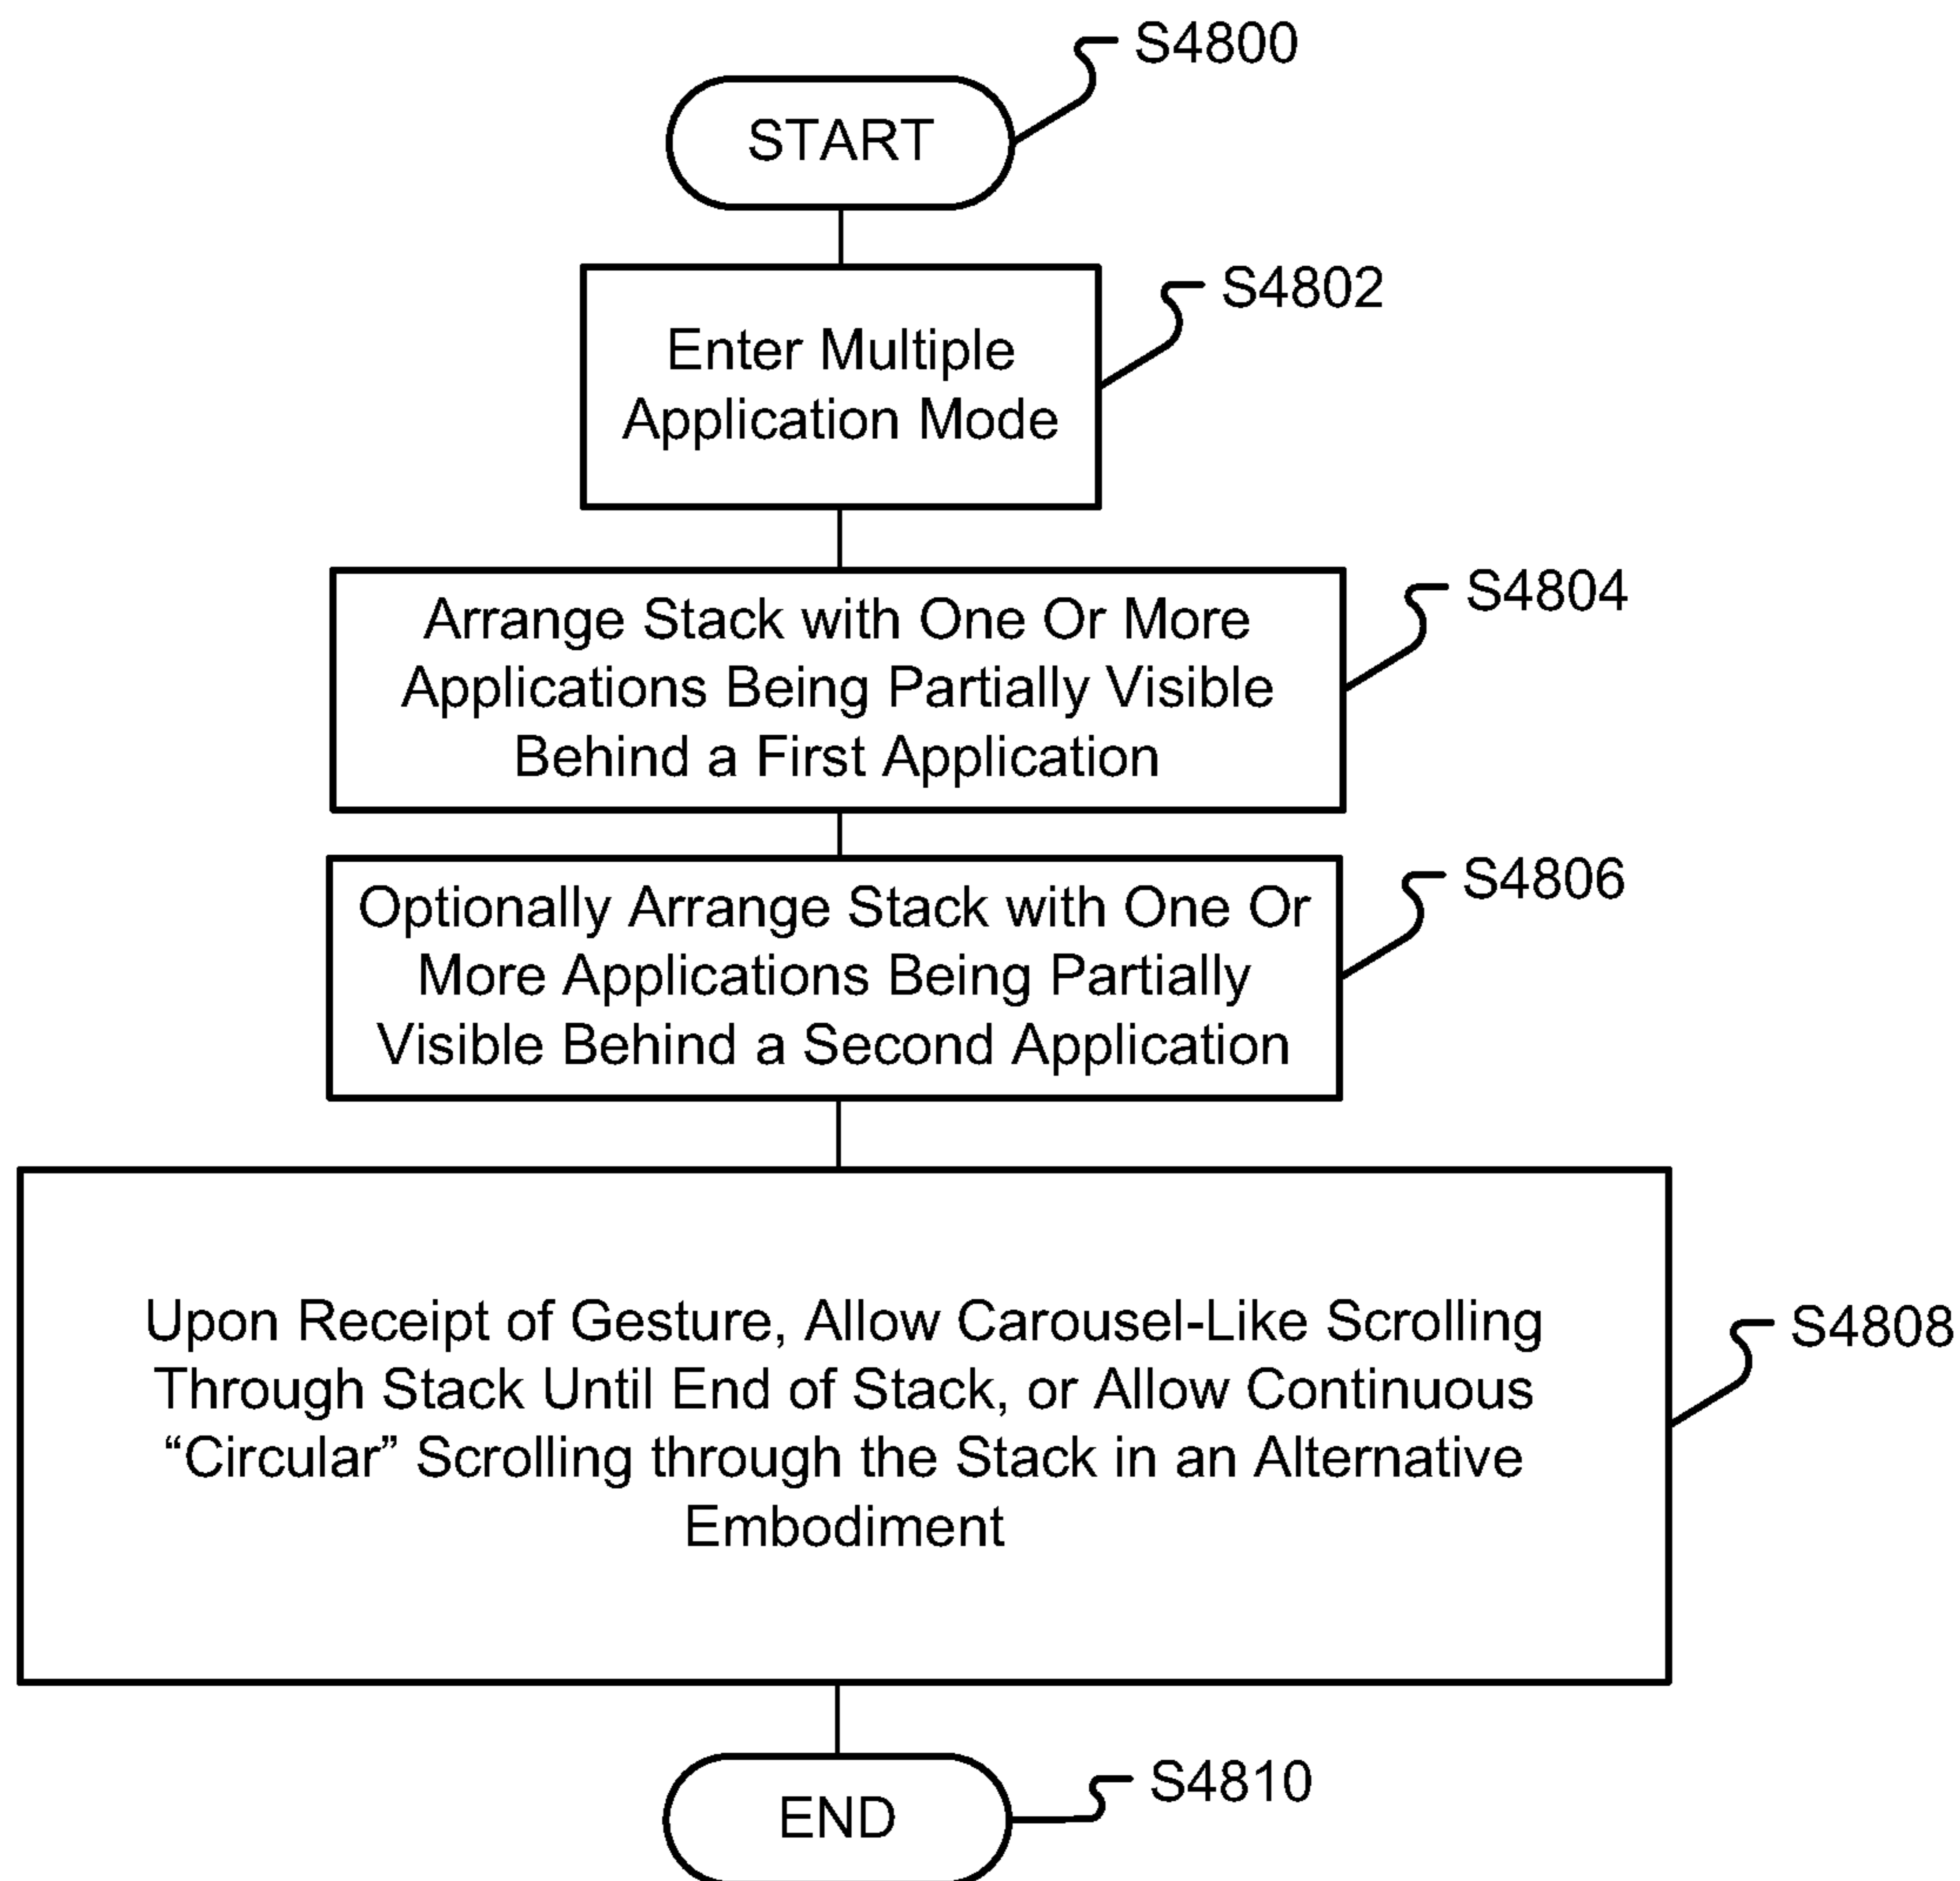 S4800
START
S4802
Enter Multiple
Application Mode
S4804
Arrange Stack with One Or More
Applications Being Partially Visible
Behind a First Application
S4806
Optionally Arrange Stack with One Or
More Applications Being Partially
Visible Behind a Second Application
S4808
Upon Receipt of Gesture, Allow Carousel-Like Scrolling
Through Stack Until End of Stack, or Allow Continuous
“Circular” Scrolling through the Stack in an Alternative
Embodiment
S4810
END